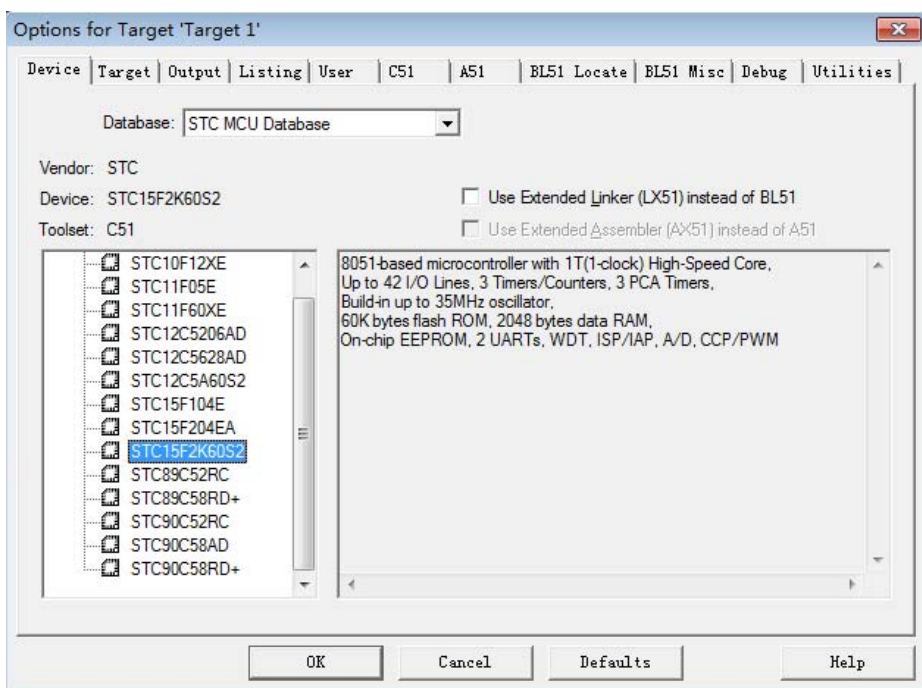 Options for Target 'Target 1'
Device Target Output Listing User C51 A51 BL51 Locate BL51 Misc Debug Utilities
Database: STC MCU Database
Vendor: STC
Device: STC15F2K60S2
Use Extended Linker (LX51) instead of BL51
Toolset: C51
Use Extended Assembler (AX51) instead of A51
STC10F12XE
STC11F05E
STC11F60XE
STC12C5206AD
STC12C5628AD
STC12C5A60S2
STC15F104E
STC15F204EA
STC15F2K60S2
STC89C52RC
STC89C58RD+
STC90C52RC
STC90C58AD
STC90C58RD+
8051-based microcontroller with 1T(1-clock) High-Speed Core,
Up to 42 I/O Lines, 3 Timers/Counters, 3 PCA Timers,
Build-in up to 35MHz oscillator,
60K bytes flash ROM, 2048 bytes data RAM,
On-chip EEPROM, 2 UARTs, WDT, ISP/IAP, A/D, CCP/PWM
OK Cancel Defaults Help